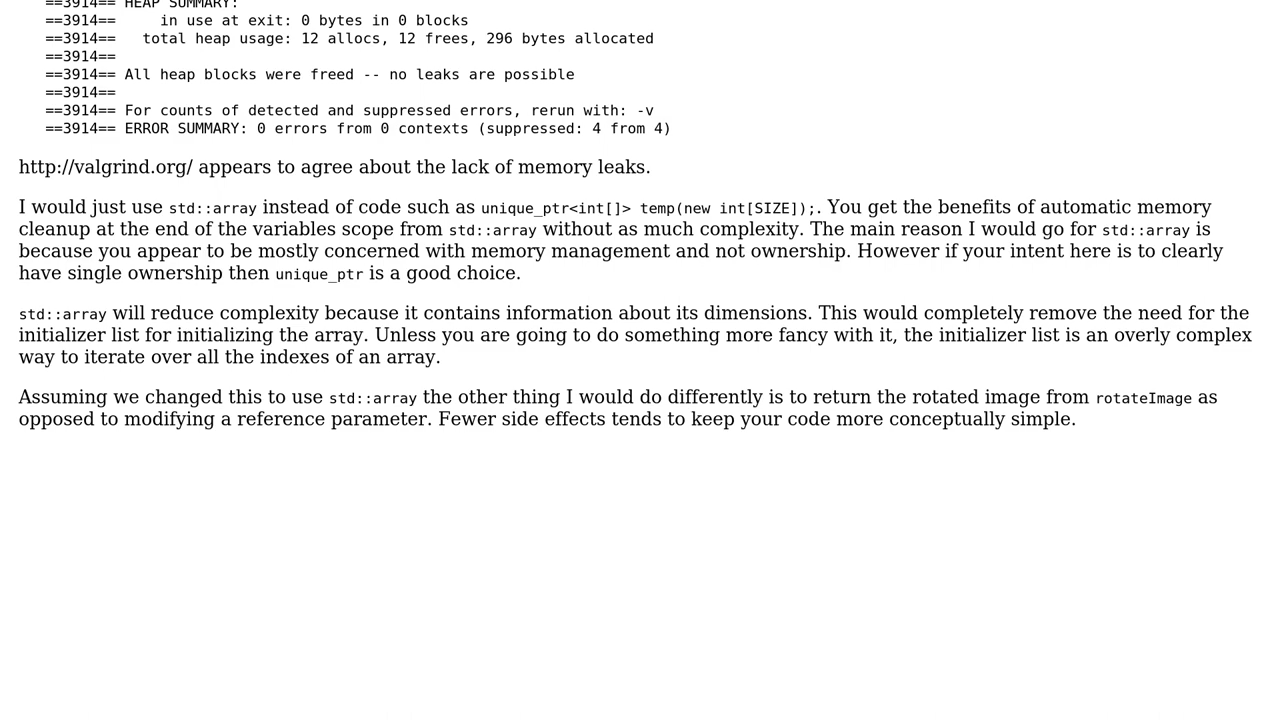 ==3914== HEAP SUMMARY:
==3914==     in use at exit: 0 bytes in 0 blocks
==3914==   total heap usage: 12 allocs, 12 frees, 296 bytes allocated
==3914==
==3914== All heap blocks were freed -- no leaks are possible
==3914==
==3914== For counts of detected and suppressed errors, rerun with: -v
==3914== ERROR SUMMARY: 0 errors from 0 contexts (suppressed: 4 from 4)
http://valgrind.org/ appears to agree about the lack of memory leaks.
I would just use std::array instead of code such as unique_ptr<int[]> temp(new int[SIZE]);. You get the benefits of automatic memory
cleanup at the end of the variables scope from std::array without as much complexity. The main reason I would go for std::array is
because you appear to be mostly concerned with memory management and not ownership. However if your intent here is to clearly
have single ownership then unique_ptr is a good choice.
std::array will reduce complexity because it contains information about its dimensions. This would completely remove the need for the
initializer list for initializing the array. Unless you are going to do something more fancy with it, the initializer list is an overly complex
way to iterate over all the indexes of an array.
Assuming we changed this to use std::array the other thing I would do differently is to return the rotated image from rotateImage as
opposed to modifying a reference parameter. Fewer side effects tends to keep your code more conceptually simple.